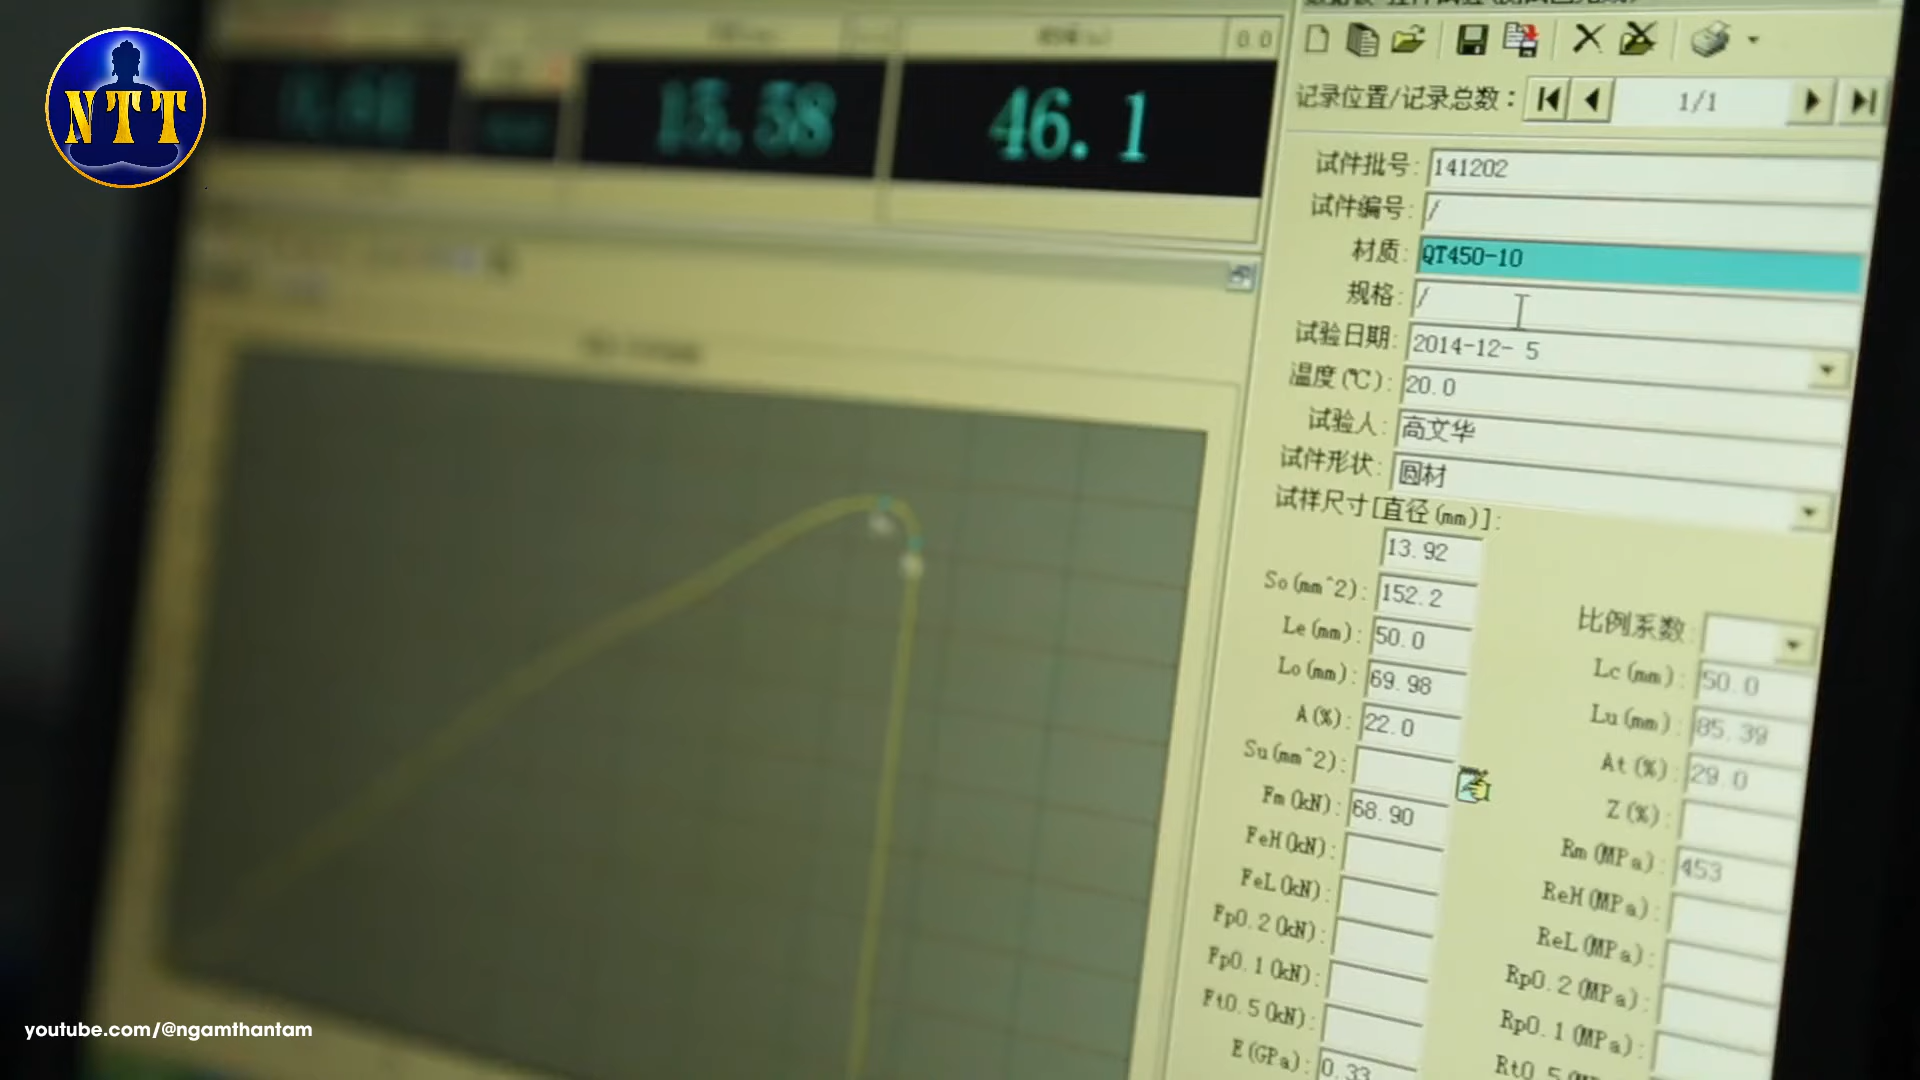 NTT
15.58
46.1
00
记录位置/记录总数: 1/1
试件批号: 141202
试件编号: /
材质: QT450-10
规格: /
试验日期: 2014-12- 5
温度(℃): 20.0
试验人: 高文华
试件形状: 圆材
试样尺寸[直径(mm)]:
13.92
So(mm^2): 152.2
比例系数:
Le(mm): 50.0
Lc(mm): 50.0
Lo(mm): 69.98
Lu(mm): 85.39
A(%): 22.0
At(%): 29.0
Su(mm^2):
Z(%):
Fm(kN): 68.90
Rm(MPa): 453
FeH(kN):
ReH(MPa):
FeL(kN):
ReL(MPa):
Fp0.2(kN):
Rp0.2(MPa):
Fp0.1(kN):
Rp0.1(MPa):
Ft0.5(kN):
E(GPa): 0.33
youtube.com/@ngamthantam